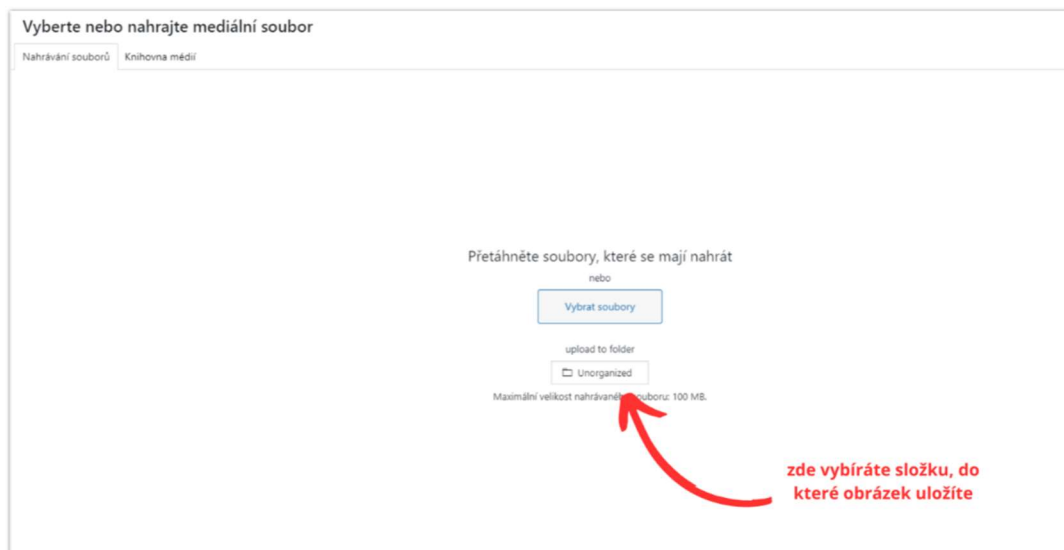 Vyberte nebo nahrajte mediální soubor
Nahrávání souborů Knihovna médií
Přetáhněte soubory, které se mají nahrát
nebo
Vybrat soubory
upload to folder
Unorganized
Maximální velikost souboru: 100 MB.
zde vybíráte složku, do
které obrázek uložíte